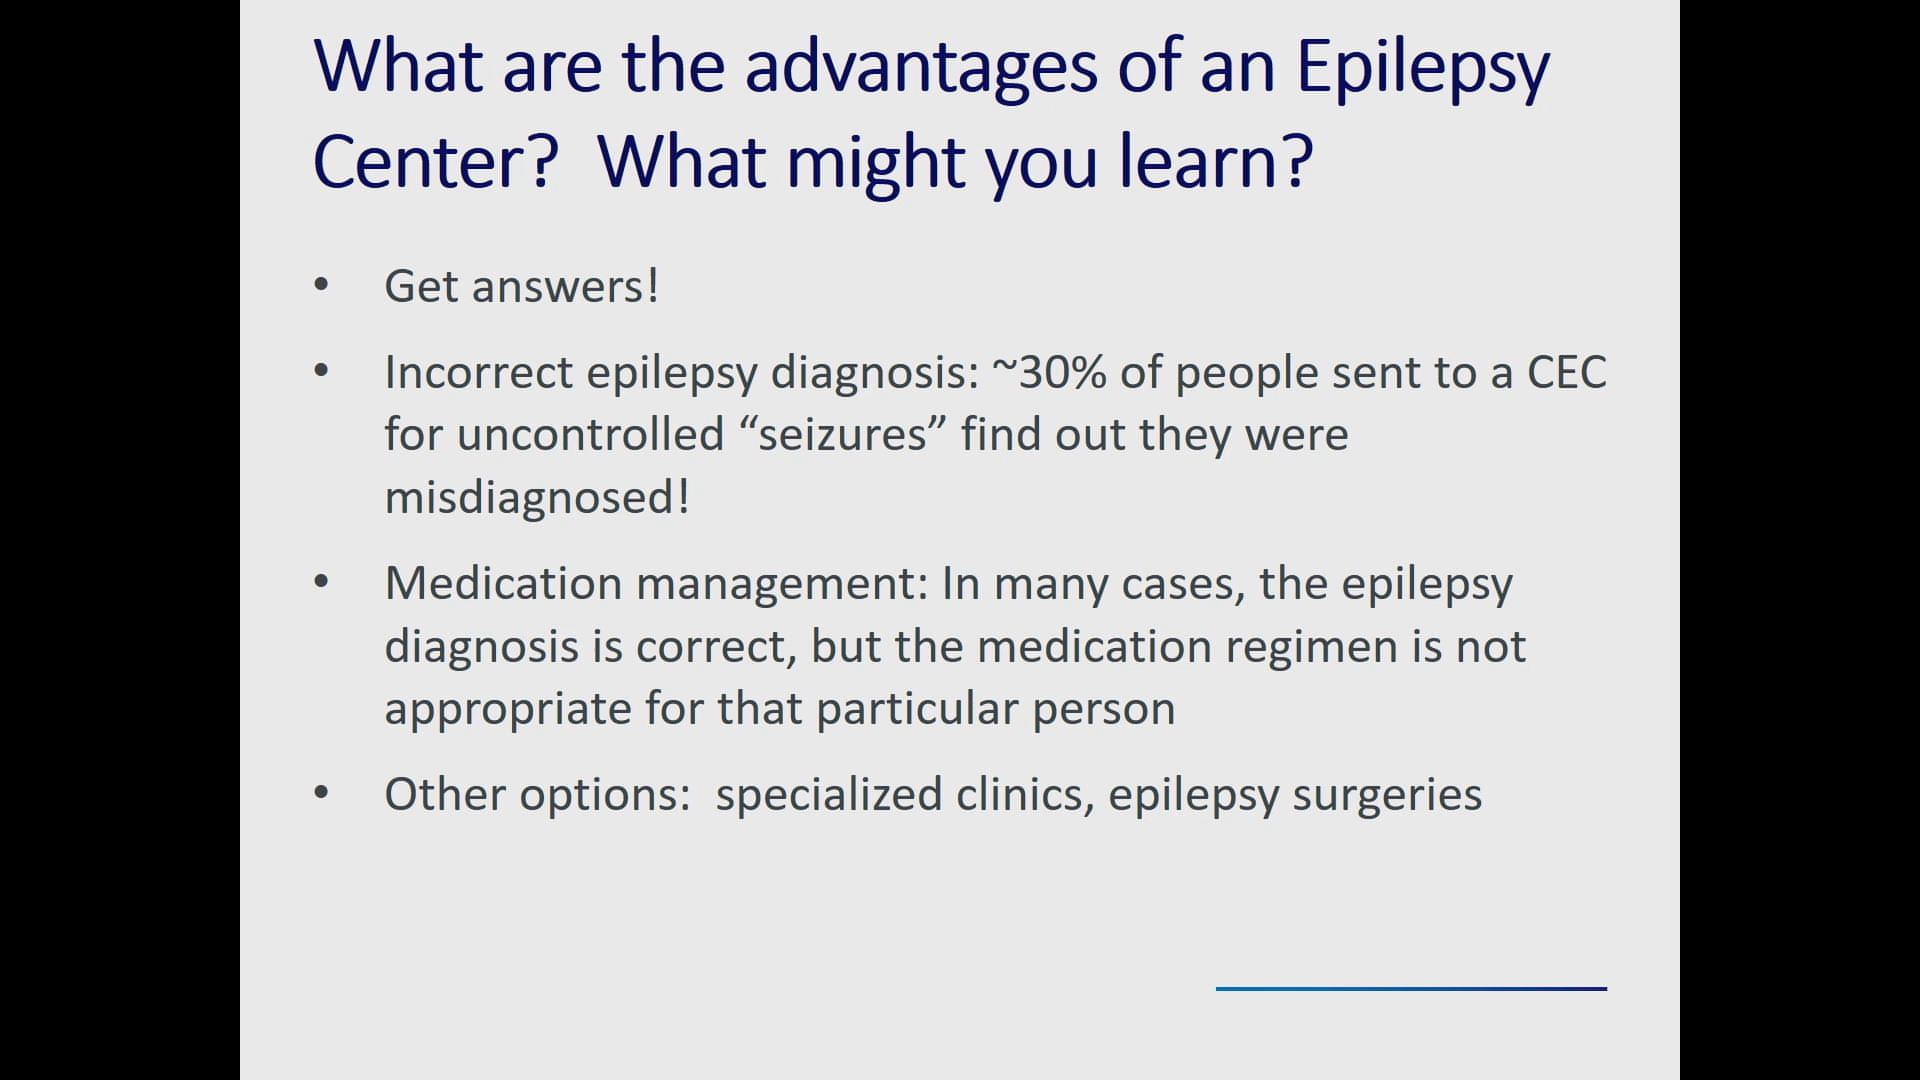 What are the advantages of an Epilepsy
Center?  What might you learn?
• Get answers!
• Incorrect epilepsy diagnosis: ~30% of people sent to a CEC
for uncontrolled “seizures” find out they were
misdiagnosed!
• Medication management: In many cases, the epilepsy
diagnosis is correct, but the medication regimen is not
appropriate for that particular person
• Other options:  specialized clinics, epilepsy surgeries